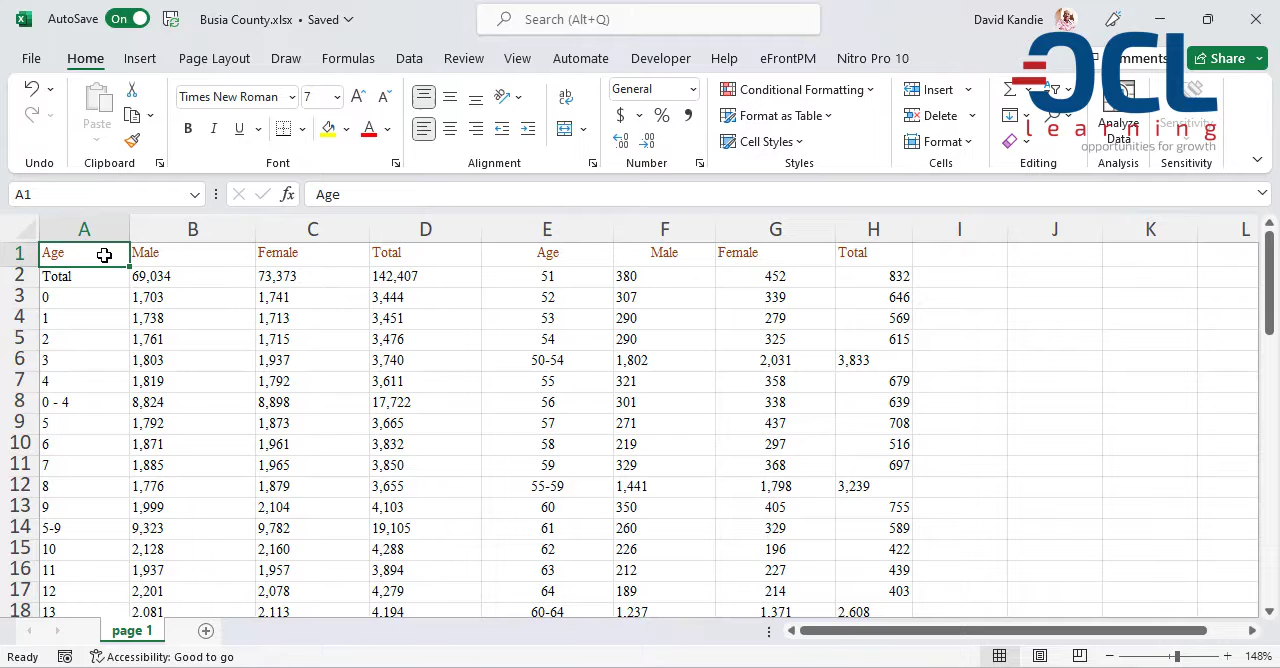 AutoSave On Busia County.xlsx • Saved Search (Alt+Q) David Kandie
File Home Insert Page Layout Draw Formulas Data Review View Automate Developer Help eFrontPM Nitro Pro 10 Share
Times New Roman 7 General Conditional Formatting Insert
Paste B I U Format as Table Delete
Cell Styles Format Analyze Data Sensitivity
Undo Clipboard Font Alignment Number Styles Cells Editing Analysis Sensitivity
CL
learning
opportunities for growth
A1 fx Age
A B C D E F G H I J K L
1 Age Male Female Total Age Male Female Total
2 Total 69,034 73,373 142,407 51 380 452 832
3 0 1,703 1,741 3,444 52 307 339 646
4 1 1,738 1,713 3,451 53 290 279 569
5 2 1,761 1,715 3,476 54 290 325 615
6 3 1,803 1,937 3,740 50-54 1,802 2,031 3,833
7 4 1,819 1,792 3,611 55 321 358 679
8 0 - 4 8,824 8,898 17,722 56 301 338 639
9 5 1,792 1,873 3,665 57 271 437 708
10 6 1,871 1,961 3,832 58 219 297 516
11 7 1,885 1,965 3,850 59 329 368 697
12 8 1,776 1,879 3,655 55-59 1,441 1,798 3,239
13 9 1,999 2,104 4,103 60 350 405 755
14 5-9 9,323 9,782 19,105 61 260 329 589
15 10 2,128 2,160 4,288 62 226 196 422
16 11 1,937 1,957 3,894 63 212 227 439
17 12 2,201 2,078 4,279 64 189 214 403
18 13 2,081 2,113 4,194 60-64 1,237 1,371 2,608
page 1
Ready Accessibility: Good to go 148%